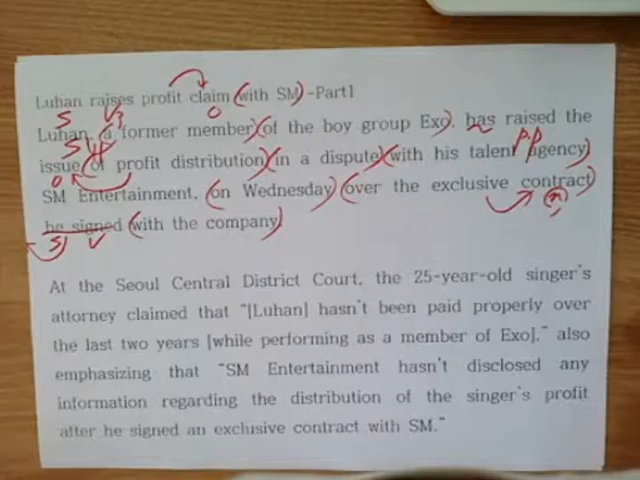 Luhan raises profit claim (with SM) -Part1
Luhan, (a former member)(of the boy group Exo), has raised the
issue (of profit distribution)(in a dispute)(with his talent agency)
SM Entertainment, (on Wednesday)(over the exclusive contract)
he signed (with the company)
At the Seoul Central District Court, the 25-year-old singer's
attorney claimed that "[Luhan] hasn't been paid properly over
the last two years [while performing as a member of Exo]," also
emphasizing that "SM Entertainment hasn't disclosed any
information regarding the distribution of the singer's profit
after he signed an exclusive contract with SM."